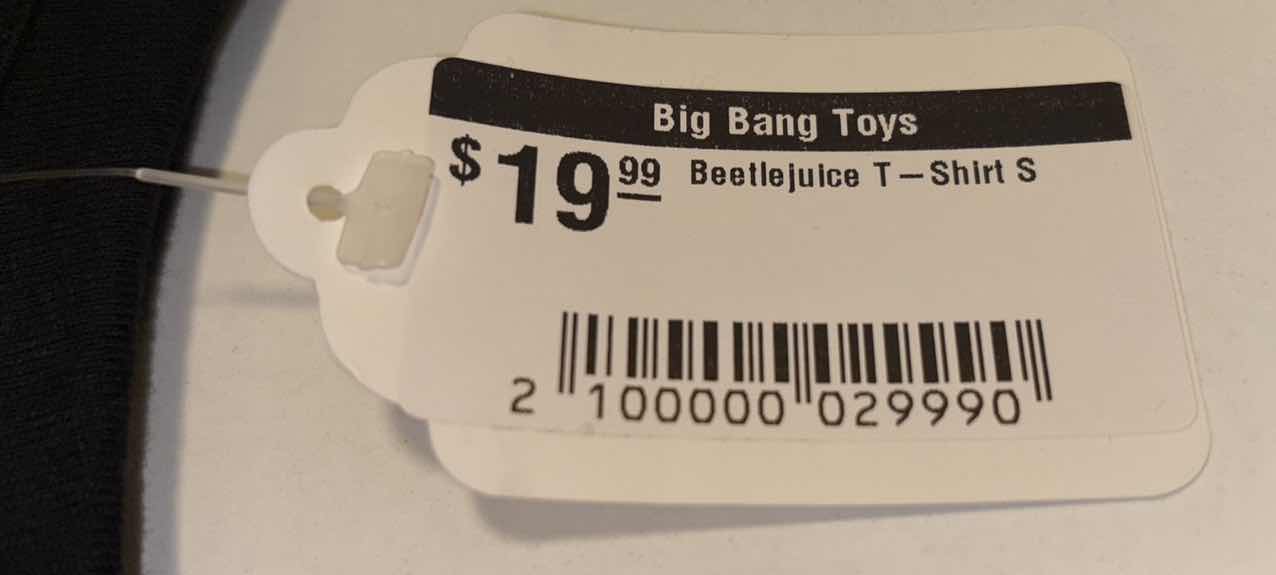 Big Bang Toys
$19 99 Beetlejuice T-Shirt S
2 100000 029990